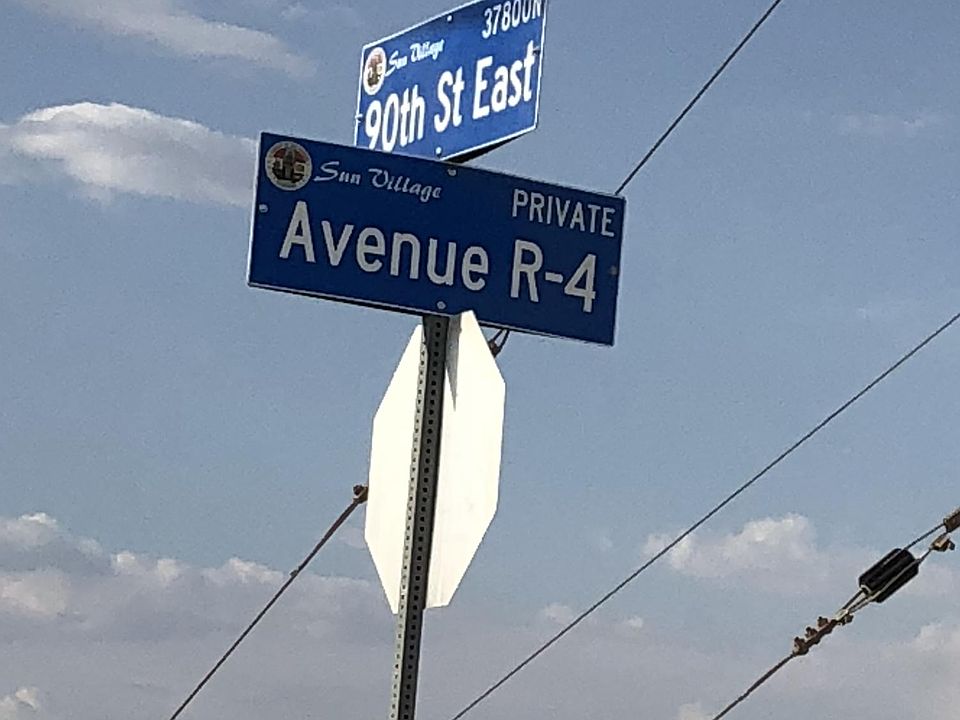 37800N
Sun Village
90th St East
Sun Village
PRIVATE
Avenue R-4